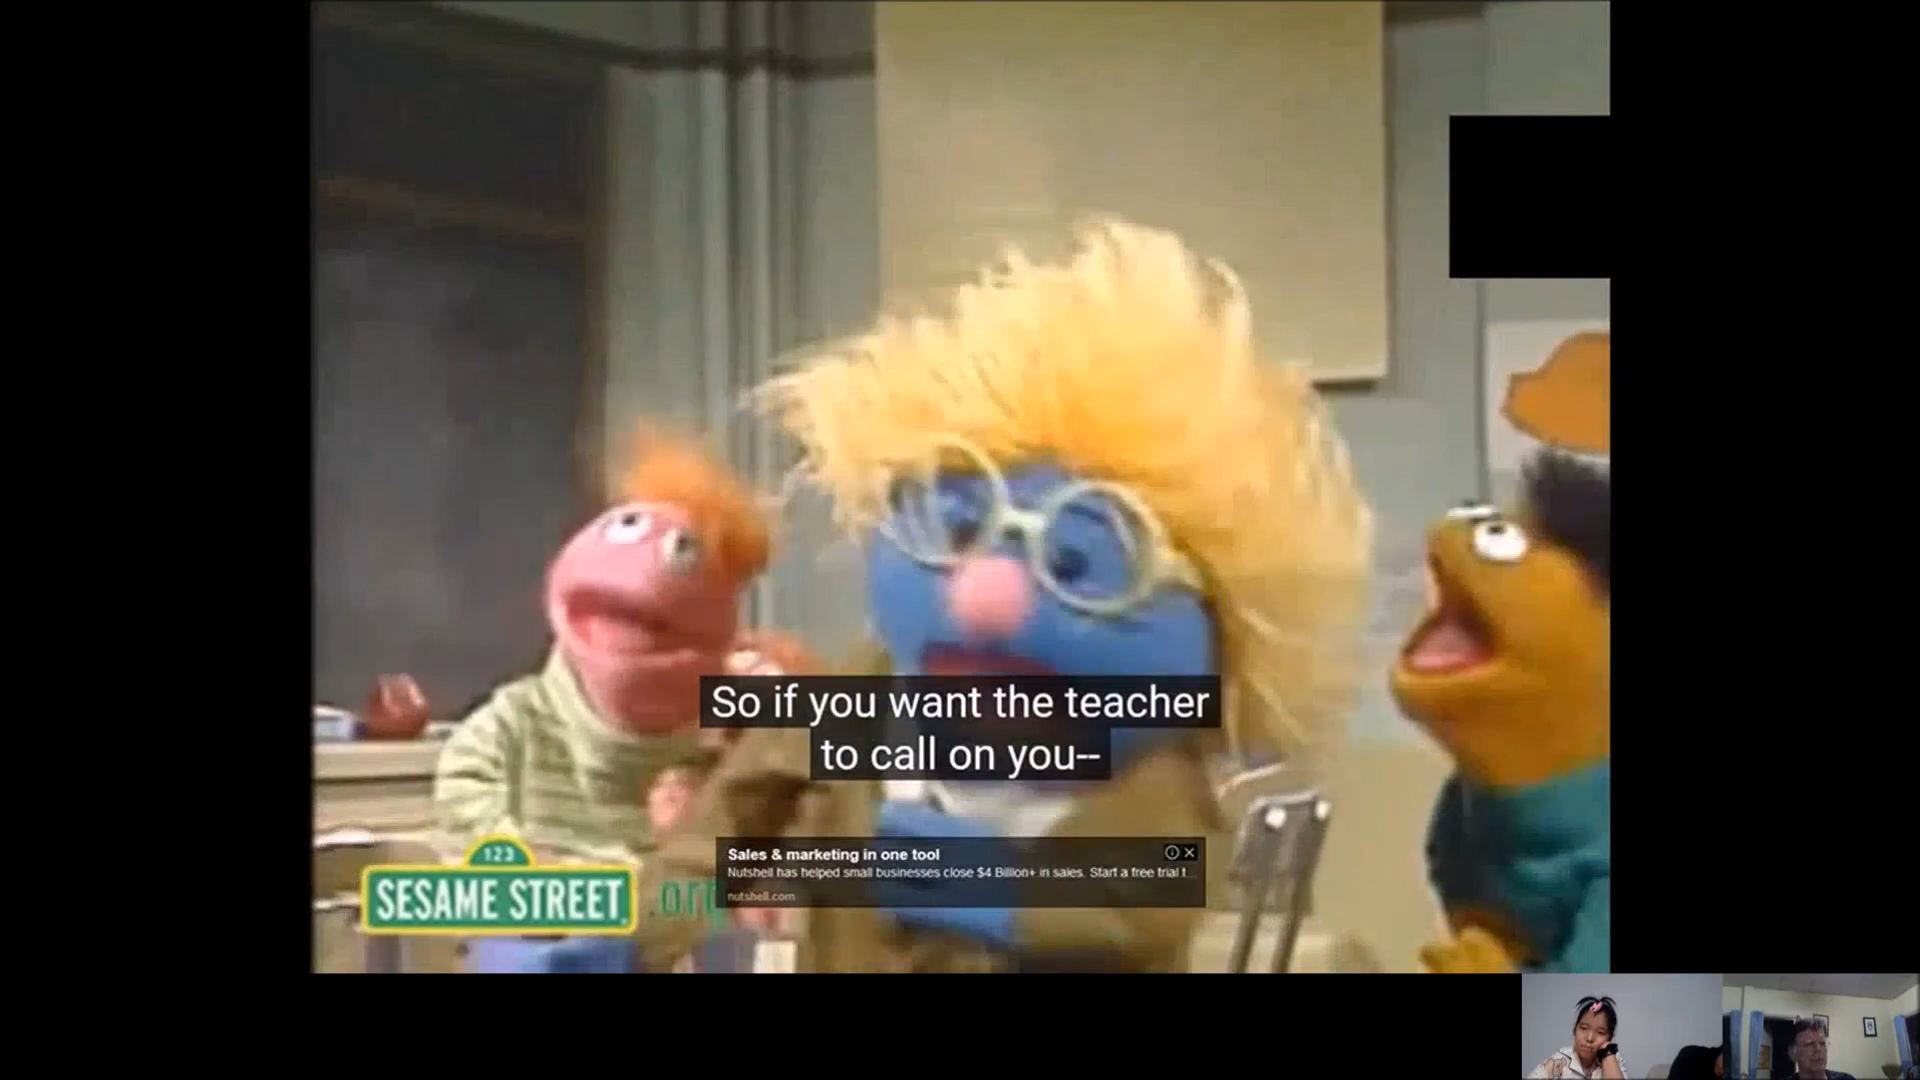 So if you want the teacher
to call on you--
Sales & marketing in one tool
Nutshell has helped small businesses close $4 Billion+ in sales. Start a free trial t...
nutshell.com
123
SESAME STREET
.org